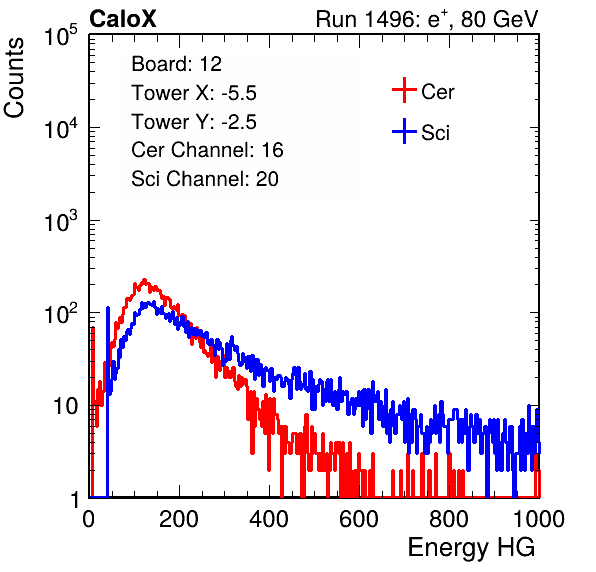 CaloX Run 1496: e⁺, 80 GeV
Counts
Board: 12
Tower X: -5.5
Tower Y: -2.5
Cer Channel: 16
Sci Channel: 20
Cer
Sci
10⁵
10⁴
10³
10²
10
1
0 200 400 600 800 1000
Energy HG